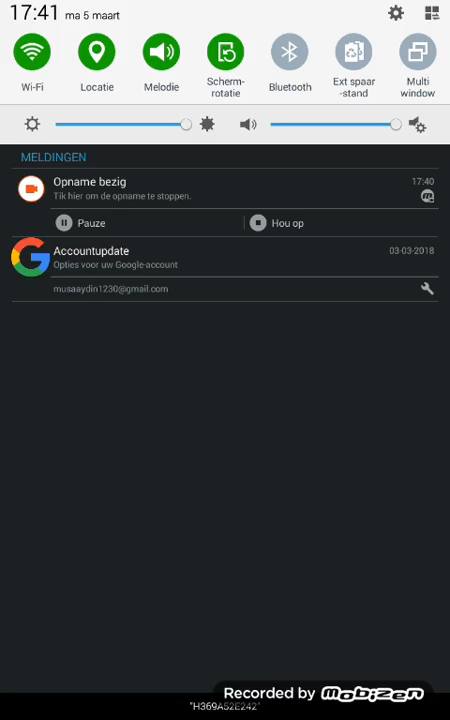 17:41 ma 5 maart
Wi-Fi
Locatie
Melodie
Scherm-
rotatie
Bluetooth
Ext spaar
-stand
Multi
window
MELDINGEN
Opname bezig 17:40
Tik hier om de opname te stoppen.
Pauze
Hou op
Accountupdate 03-03-2018
Opties voor uw Google-account
musaaydin1230@gmail.com
Recorded by Mobizen
"H369A52E242"